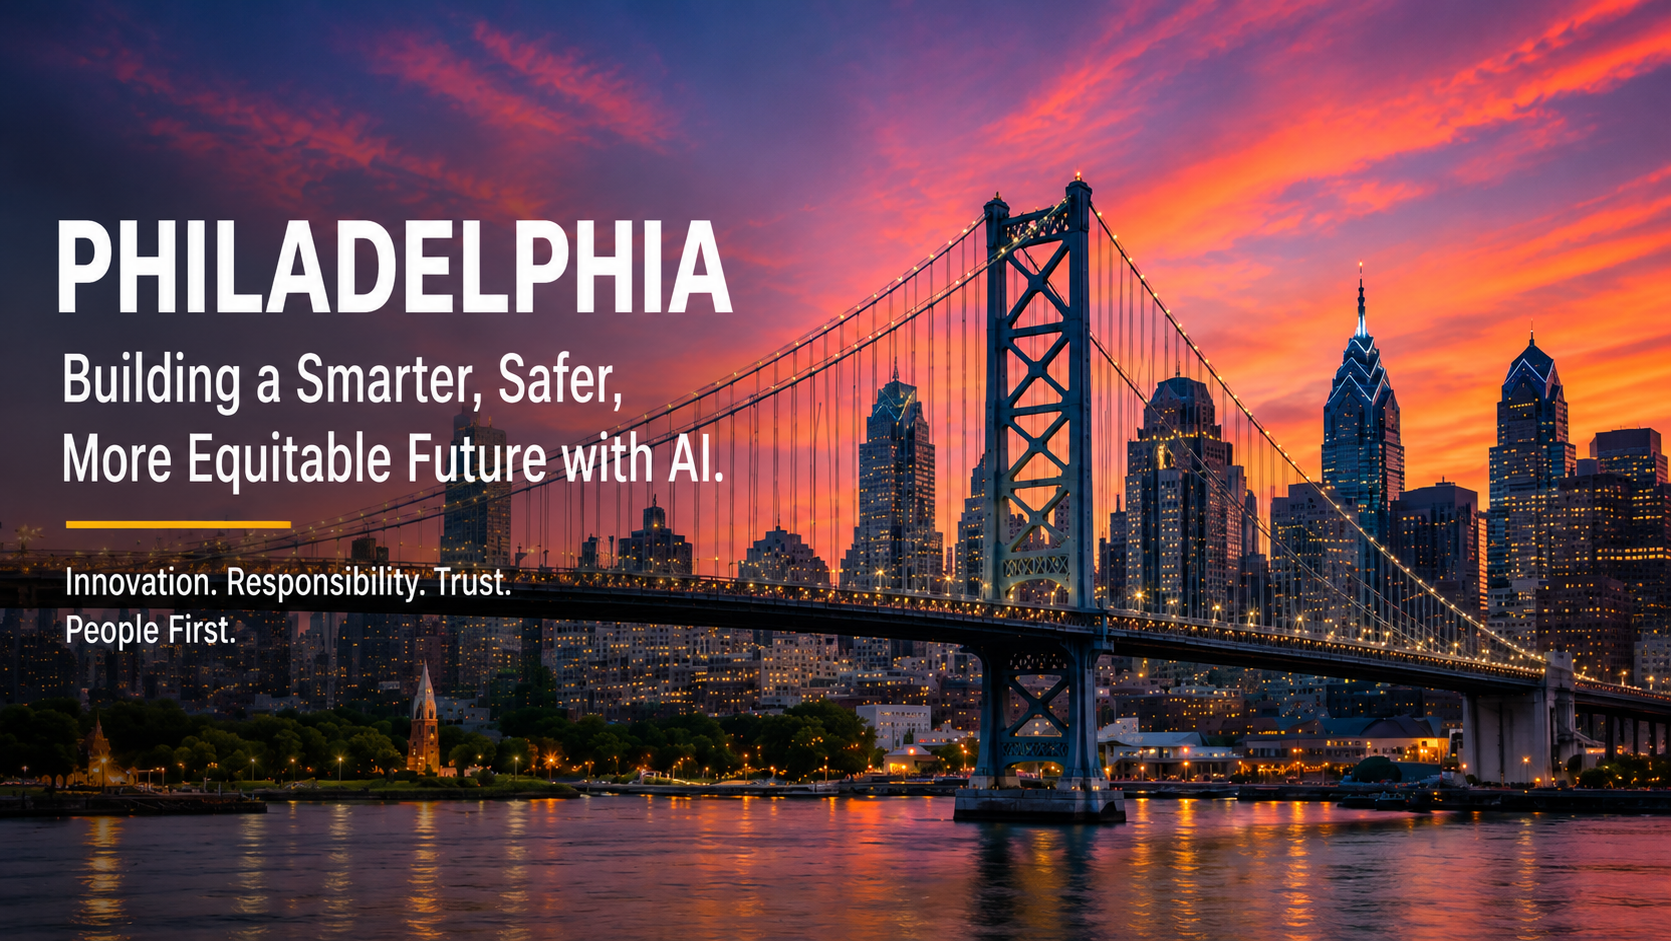 PHILADELPHIA
Building a Smarter, Safer,
More Equitable Future with AI.
Innovation. Responsibility. Trust.
People First.